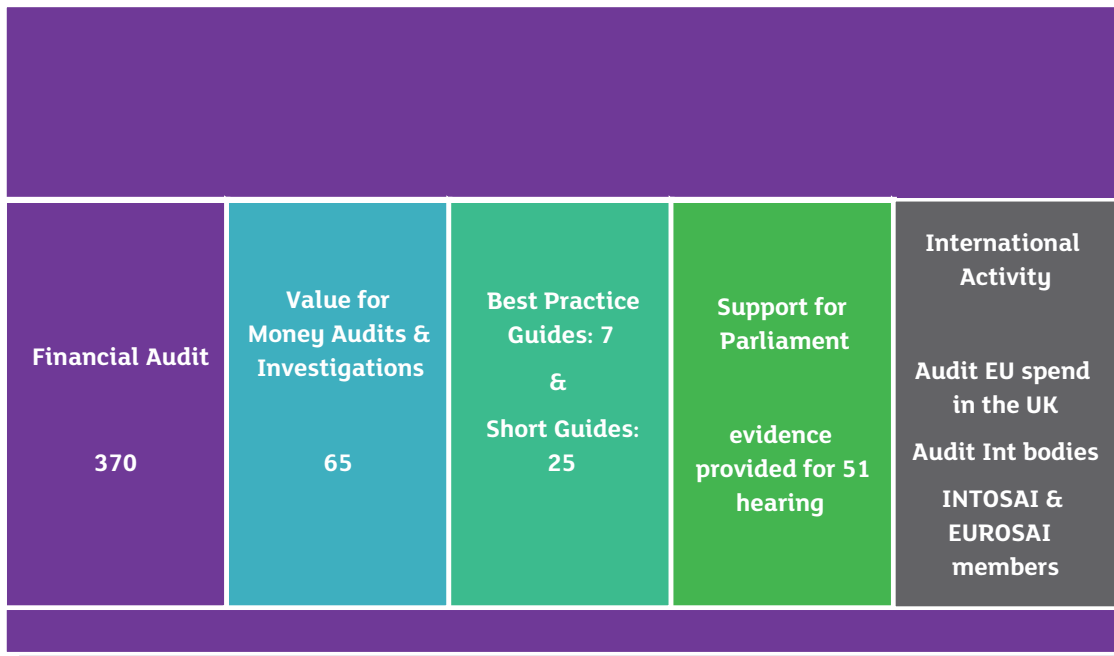 Financial Audit
370
Value for
Money Audits &
Investigations
65
Best Practice
Guides: 7
&
Short Guides:
25
Support for
Parliament
evidence
provided for 51
hearing
International
Activity
Audit EU spend
in the UK
Audit Int bodies
INTOSAI &
EUROSAI
members